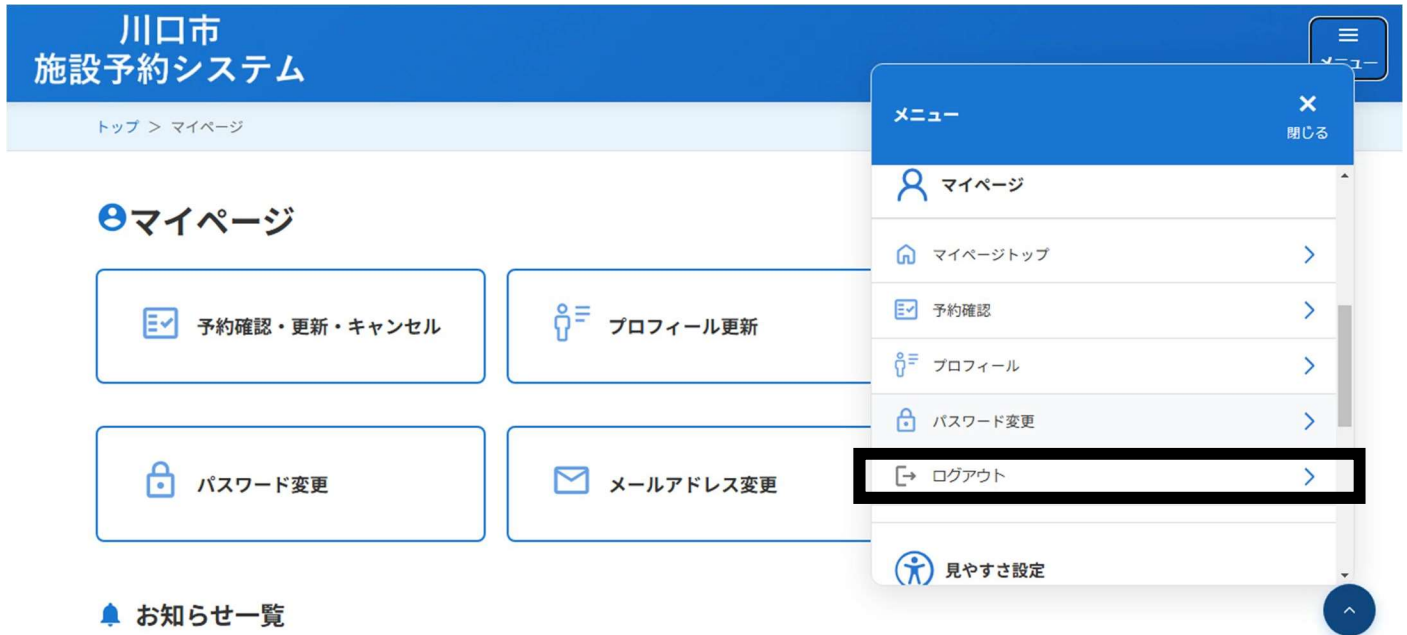 川口市
施設予約システム
メニュー
トップ > マイページ
マイページ
予約確認・更新・キャンセル
プロフィール更新
パスワード変更
メールアドレス変更
お知らせ一覧
メニュー
閉じる
マイページ
マイページトップ
予約確認
プロフィール
パスワード変更
ログアウト
見やすさ設定